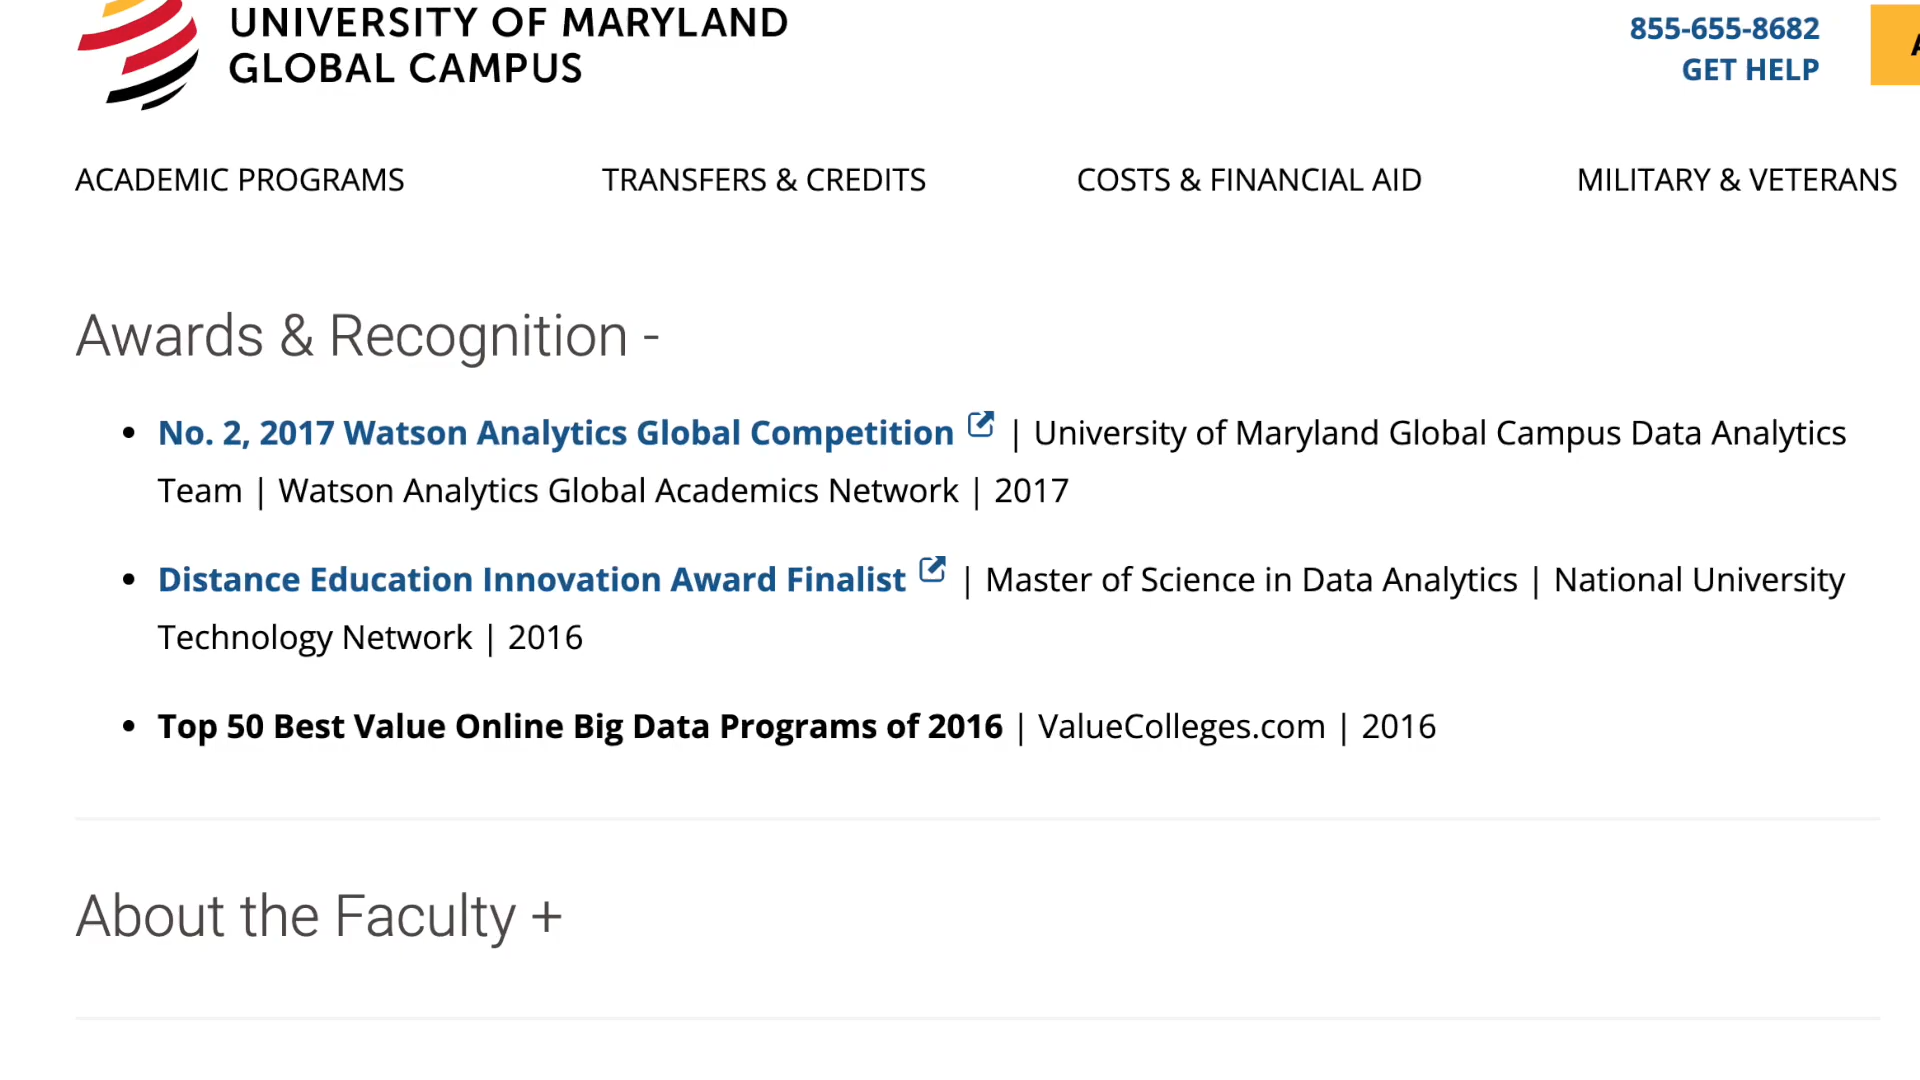 UNIVERSITY OF MARYLAND
GLOBAL CAMPUS
855-655-8682
GET HELP
ACADEMIC PROGRAMS
TRANSFERS & CREDITS
COSTS & FINANCIAL AID
MILITARY & VETERANS
Awards & Recognition -
• No. 2, 2017 Watson Analytics Global Competition | University of Maryland Global Campus Data Analytics
Team | Watson Analytics Global Academics Network | 2017
• Distance Education Innovation Award Finalist | Master of Science in Data Analytics | National University
Technology Network | 2016
• Top 50 Best Value Online Big Data Programs of 2016 | ValueColleges.com | 2016
About the Faculty +